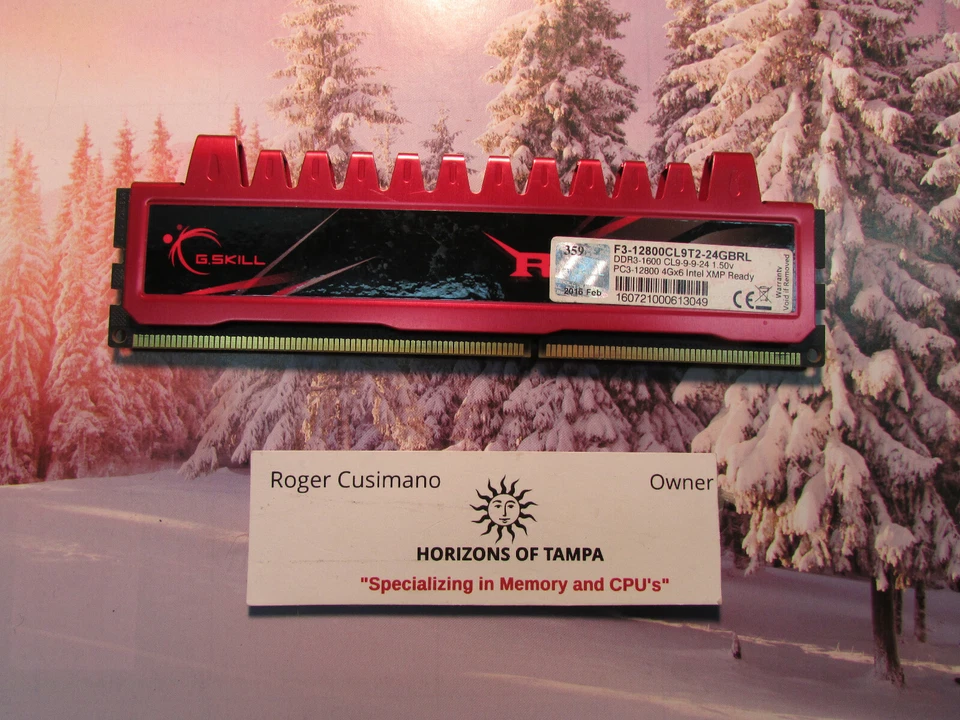 G.SKILL
R
359
2016 Feb
F3-12800CL9T2-24GBRL
DDR3-1600 CL9-9-9-24 1.50v
PC3-12800 4Gx6 Intel XMP Ready
160721000613049
CE
Warranty
Void if Removed
Roger Cusimano
Owner
HORIZONS OF TAMPA
"Specializing in Memory and CPU's"